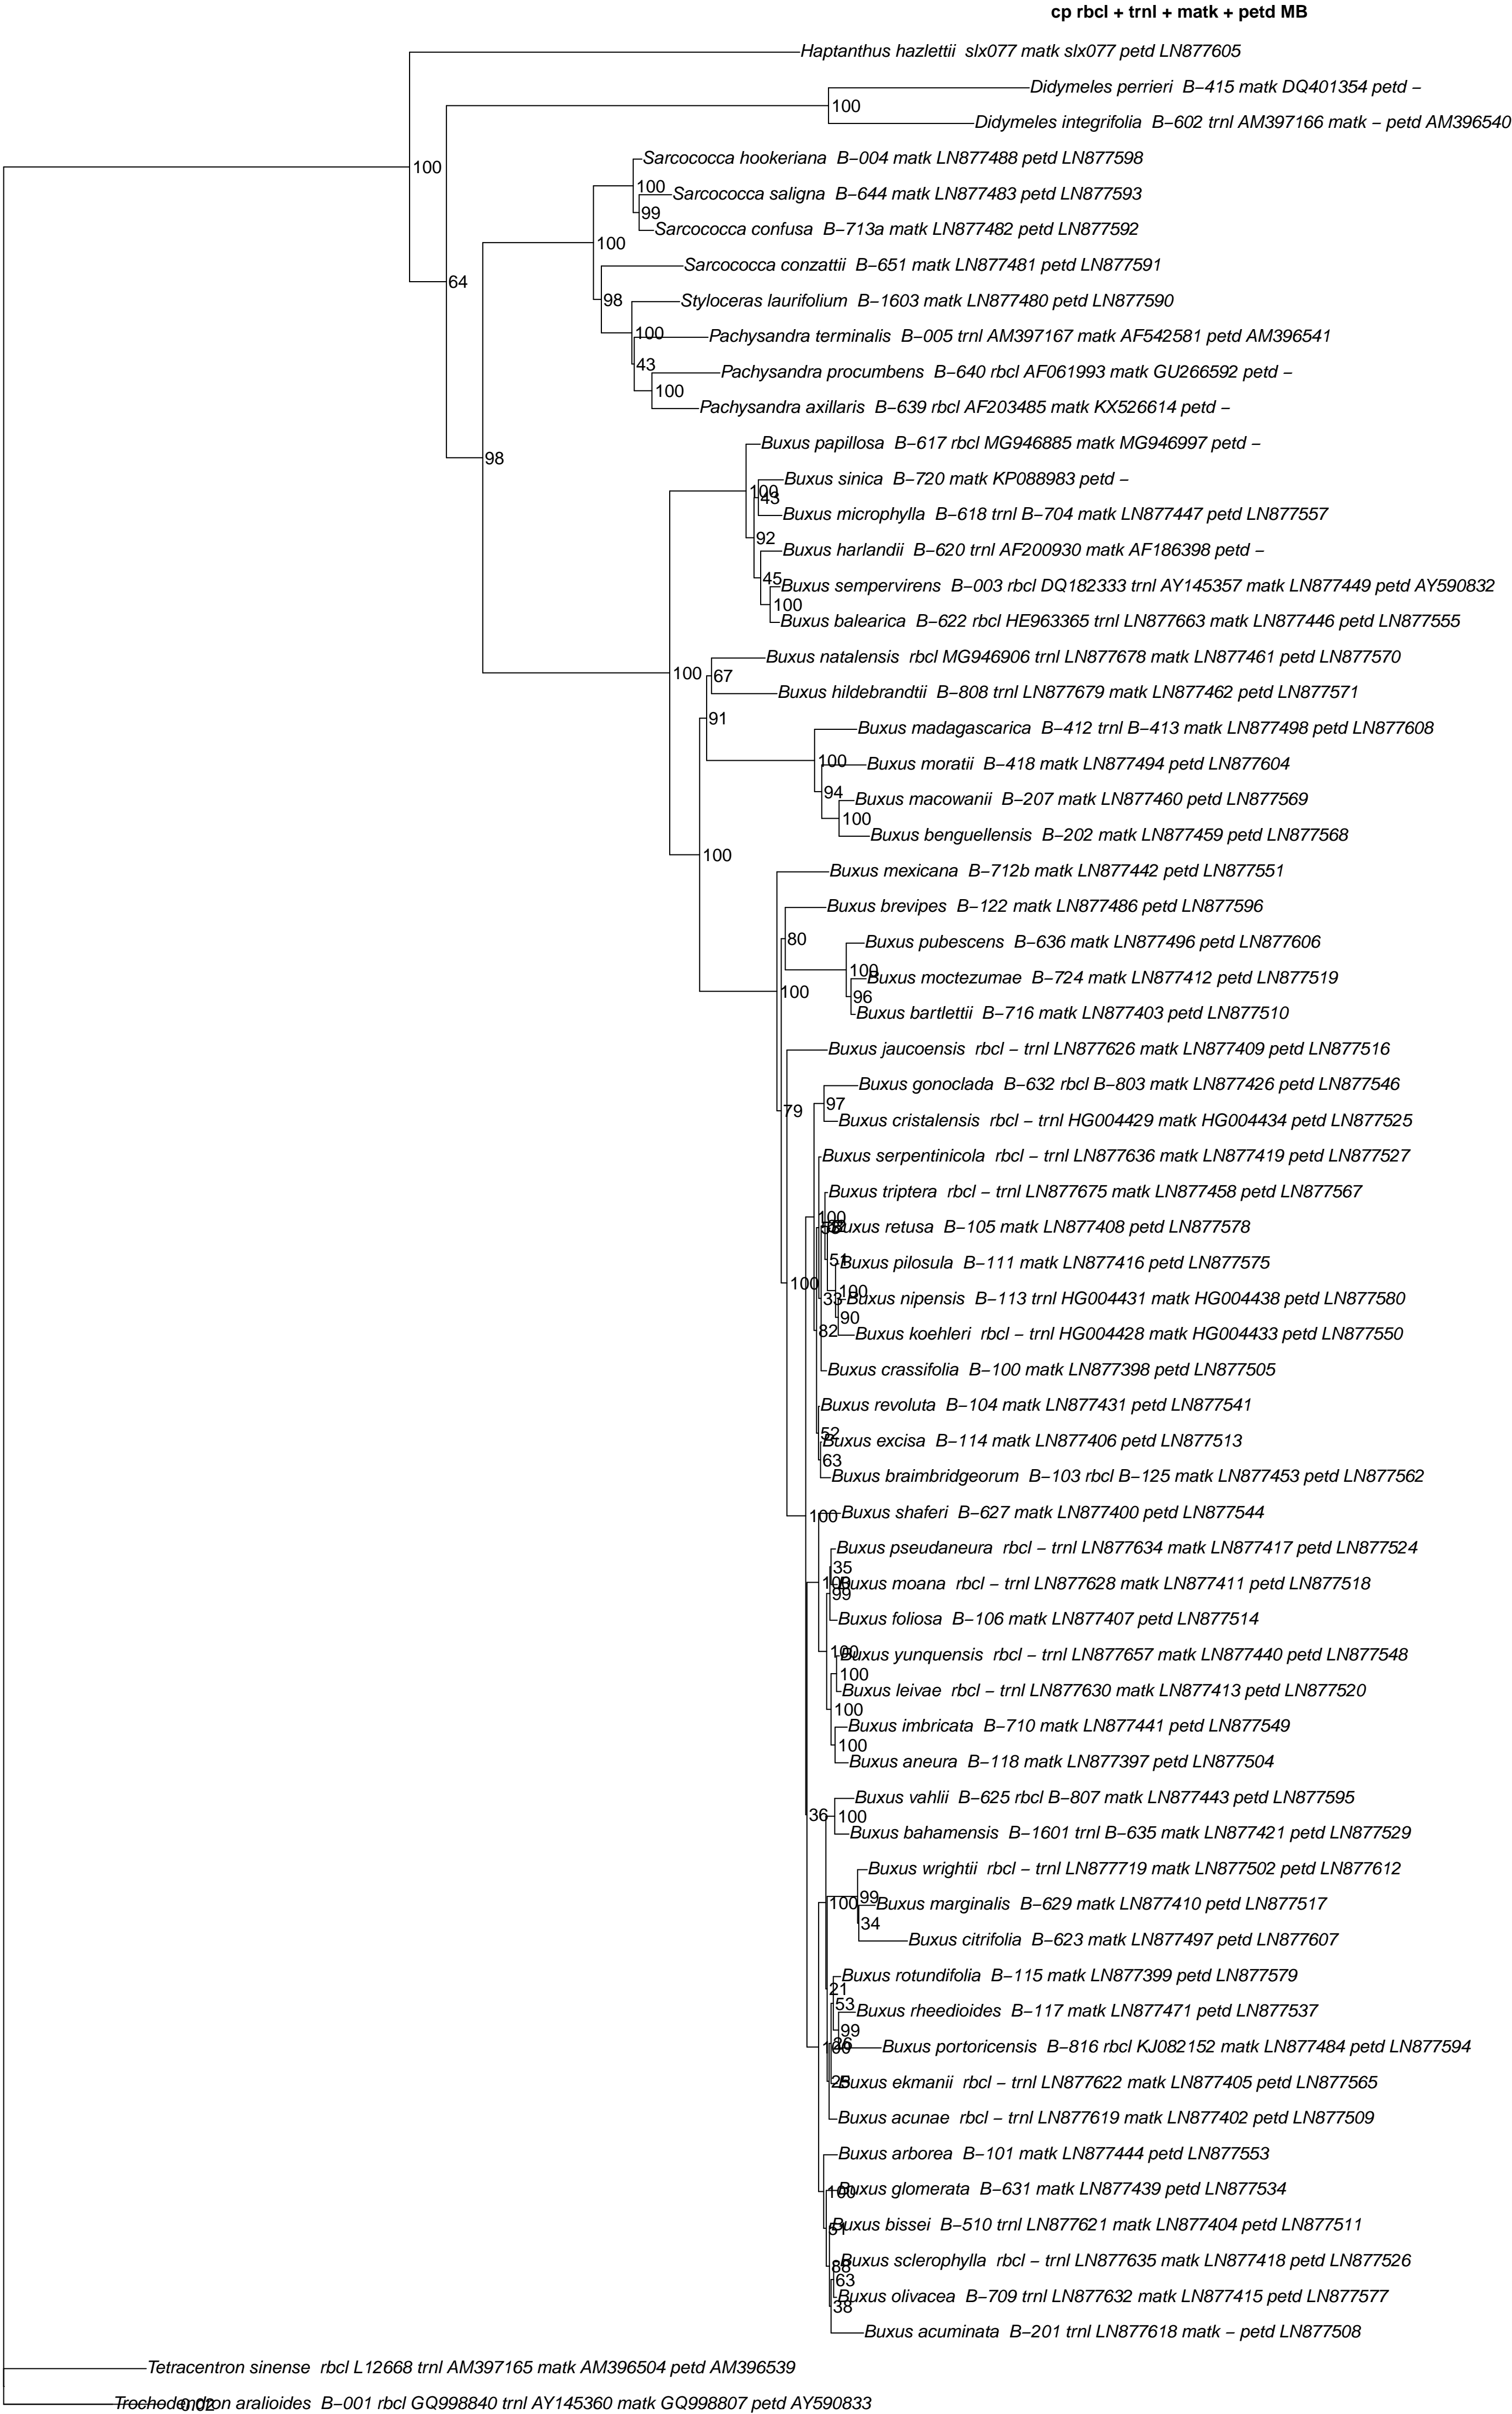 cp rbcl + trnl + matk + petd MB
Haptanthus hazlettii slx077 matk slx077 petd LN877605
Didymeles perrieri B−415 matk DQ401354 petd −
100
Didymeles integrifolia B−602 trnl AM397166 matk − petd AM396540
Sarcococca hookeriana B−004 matk LN877488 petd LN877598
100
100
Sarcococca saligna B−644 matk LN877483 petd LN877593
99
Sarcococca confusa B−713a matk LN877482 petd LN877592
100
Sarcococca conzattii B−651 matk LN877481 petd LN877591
64
98
Styloceras laurifolium B−1603 matk LN877480 petd LN877590
100
Pachysandra terminalis B−005 trnl AM397167 matk AF542581 petd AM396541
43
Pachysandra procumbens B−640 rbcl AF061993 matk GU266592 petd −
100
Pachysandra axillaris B−639 rbcl AF203485 matk KX526614 petd −
Buxus papillosa B−617 rbcl MG946885 matk MG946997 petd −
98
Buxus sinica B−720 matk KP088983 petd −
100
43
Buxus microphylla B−618 trnl B−704 matk LN877447 petd LN877557
92
Buxus harlandii B−620 trnl AF200930 matk AF186398 petd −
45
Buxus sempervirens B−003 rbcl DQ182333 trnl AY145357 matk LN877449 petd AY590832
100
Buxus balearica B−622 rbcl HE963365 trnl LN877663 matk LN877446 petd LN877555
Buxus natalensis rbcl MG946906 trnl LN877678 matk LN877461 petd LN877570
100
67
Buxus hildebrandtii B−808 trnl LN877679 matk LN877462 petd LN877571
91
Buxus madagascarica B−412 trnl B−413 matk LN877498 petd LN877608
100
Buxus moratii B−418 matk LN877494 petd LN877604
94
Buxus macowanii B−207 matk LN877460 petd LN877569
100
Buxus benguellensis B−202 matk LN877459 petd LN877568
100
Buxus mexicana B−712b matk LN877442 petd LN877551
Buxus brevipes B−122 matk LN877486 petd LN877596
80
Buxus pubescens B−636 matk LN877496 petd LN877606
100
Buxus moctezumae B−724 matk LN877412 petd LN877519
100
96
Buxus bartlettii B−716 matk LN877403 petd LN877510
Buxus jaucoensis rbcl − trnl LN877626 matk LN877409 petd LN877516
Buxus gonoclada B−632 rbcl B−803 matk LN877426 petd LN877546
97
79
Buxus cristalensis rbcl − trnl HG004429 matk HG004434 petd LN877525
Buxus serpentinicola rbcl − trnl LN877636 matk LN877419 petd LN877527
Buxus triptera rbcl − trnl LN877675 matk LN877458 petd LN877567
100
Buxus retusa B−105 matk LN877408 petd LN877578
51
Buxus pilosula B−111 matk LN877416 petd LN877575
100
100
33
Buxus nipensis B−113 trnl HG004431 matk HG004438 petd LN877580
90
82
Buxus koehleri rbcl − trnl HG004428 matk HG004433 petd LN877550
Buxus crassifolia B−100 matk LN877398 petd LN877505
Buxus revoluta B−104 matk LN877431 petd LN877541
52
Buxus excisa B−114 matk LN877406 petd LN877513
63
Buxus braimbridgeorum B−103 rbcl B−125 matk LN877453 petd LN877562
100
Buxus shaferi B−627 matk LN877400 petd LN877544
Buxus pseudaneura rbcl − trnl LN877634 matk LN877417 petd LN877524
35
Buxus moana rbcl − trnl LN877628 matk LN877411 petd LN877518
99
Buxus foliosa B−106 matk LN877407 petd LN877514
100
Buxus yunquensis rbcl − trnl LN877657 matk LN877440 petd LN877548
100
Buxus leivae rbcl − trnl LN877630 matk LN877413 petd LN877520
100
Buxus imbricata B−710 matk LN877441 petd LN877549
100
Buxus aneura B−118 matk LN877397 petd LN877504
Buxus vahlii B−625 rbcl B−807 matk LN877443 petd LN877595
36
100
Buxus bahamensis B−1601 trnl B−635 matk LN877421 petd LN877529
Buxus wrightii rbcl − trnl LN877719 matk LN877502 petd LN877612
99
100
Buxus marginalis B−629 matk LN877410 petd LN877517
34
Buxus citrifolia B−623 matk LN877497 petd LN877607
Buxus rotundifolia B−115 matk LN877399 petd LN877579
21
53
Buxus rheedioides B−117 matk LN877471 petd LN877537
99
Buxus portoricensis B−816 rbcl KJ082152 matk LN877484 petd LN877594
Buxus ekmanii rbcl − trnl LN877622 matk LN877405 petd LN877565
Buxus acunae rbcl − trnl LN877619 matk LN877402 petd LN877509
Buxus arborea B−101 matk LN877444 petd LN877553
100
Buxus glomerata B−631 matk LN877439 petd LN877534
51
Buxus bissei B−510 trnl LN877621 matk LN877404 petd LN877511
Buxus sclerophylla rbcl − trnl LN877635 matk LN877418 petd LN877526
63
Buxus olivacea B−709 trnl LN877632 matk LN877415 petd LN877577
38
Buxus acuminata B−201 trnl LN877618 matk − petd LN877508
Tetracentron sinense rbcl L12668 trnl AM397165 matk AM396504 petd AM396539
Trochodendron aralioides B−001 rbcl GQ998840 trnl AY145360 matk GQ998807 petd AY590833
0.02